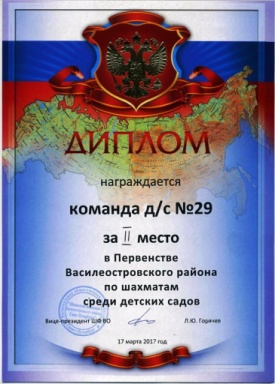 ДИПЛОМ
награждается
команда д/с №29
за II место
в Первенстве
Василеостровского района
по шахматам
среди детских садов
Вице-президент ШФ ВО Л.Ю. Горячев
17 марта 2017 год